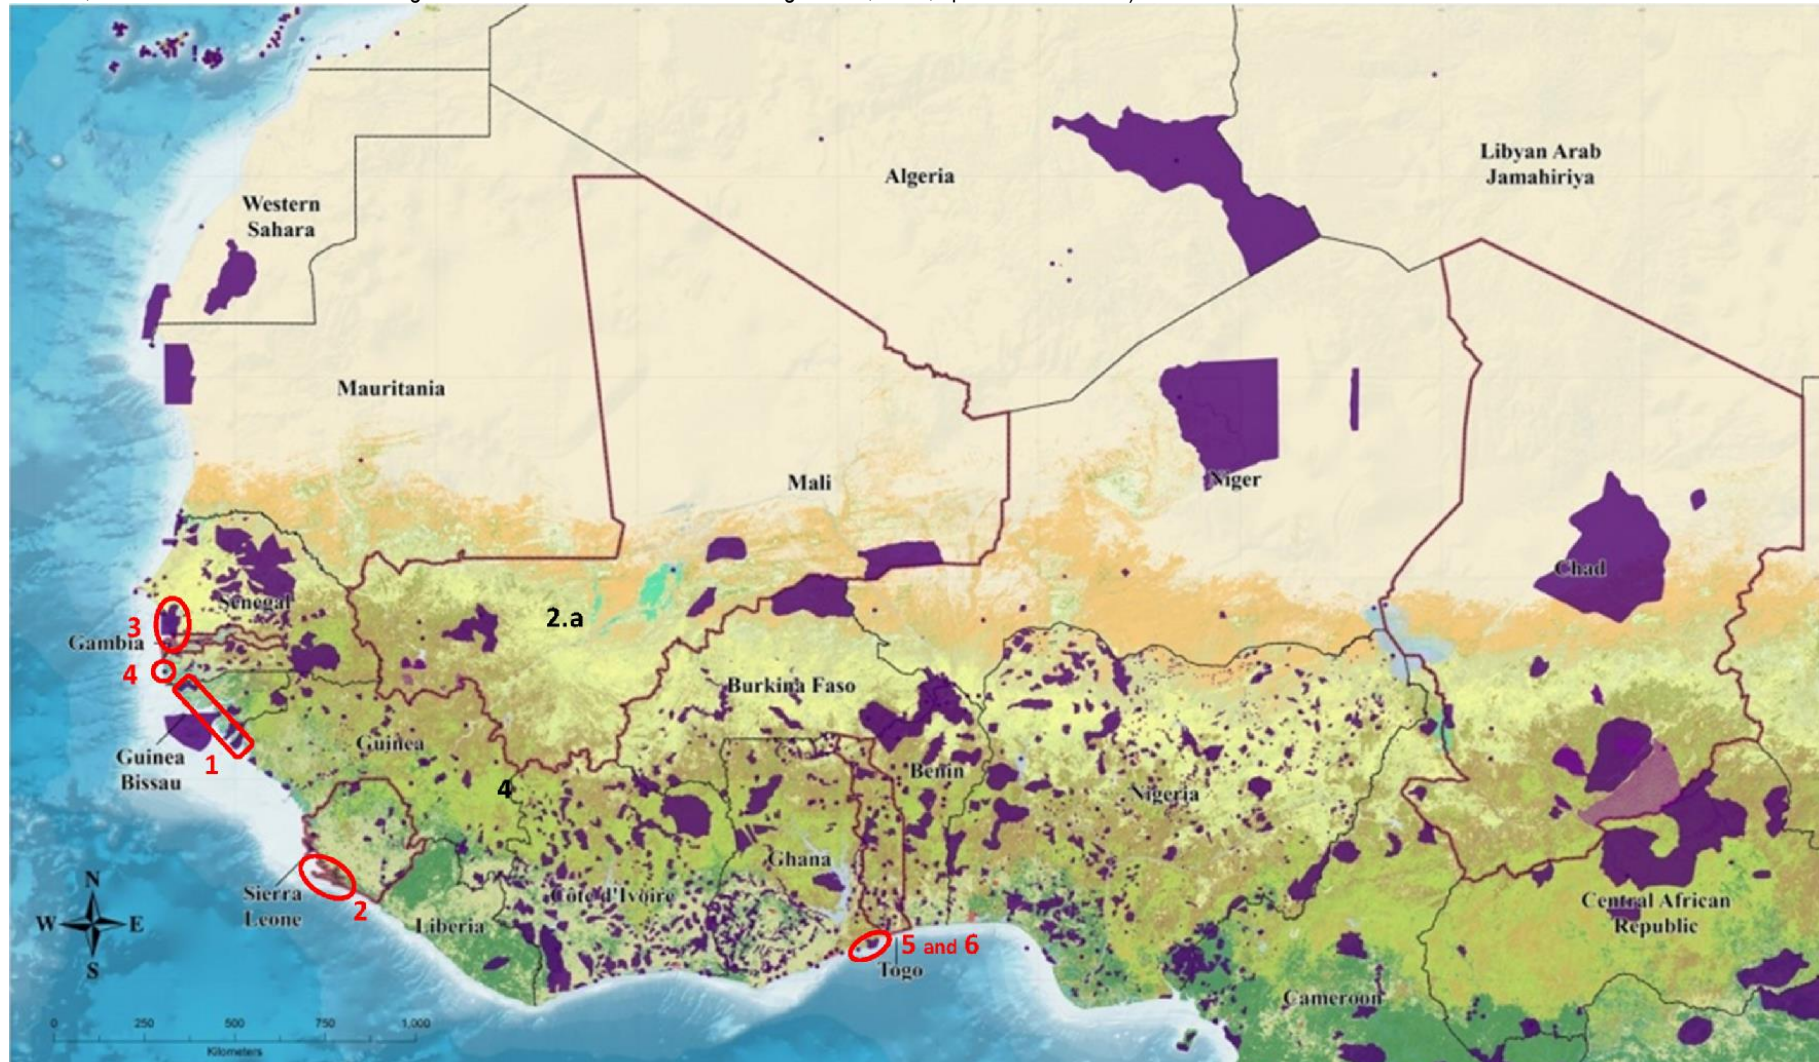 Libyan Arab
Jamahiriya
Algeria
Western
Sahara
Mauritania
Mali
Niger
Chad
Senegal
3
Gambia
4
2.a
Burkina Faso
Guinea
Bissau
1
Guinea
4
Benin
Nigeria
Ghana
Côte d'Ivoire
Sierra
Leone
2
Liberia
5 and 6
Togo
Central African
Republic
Cameroon
N
W E
S
0 250 500 750 1,000
Kilometers